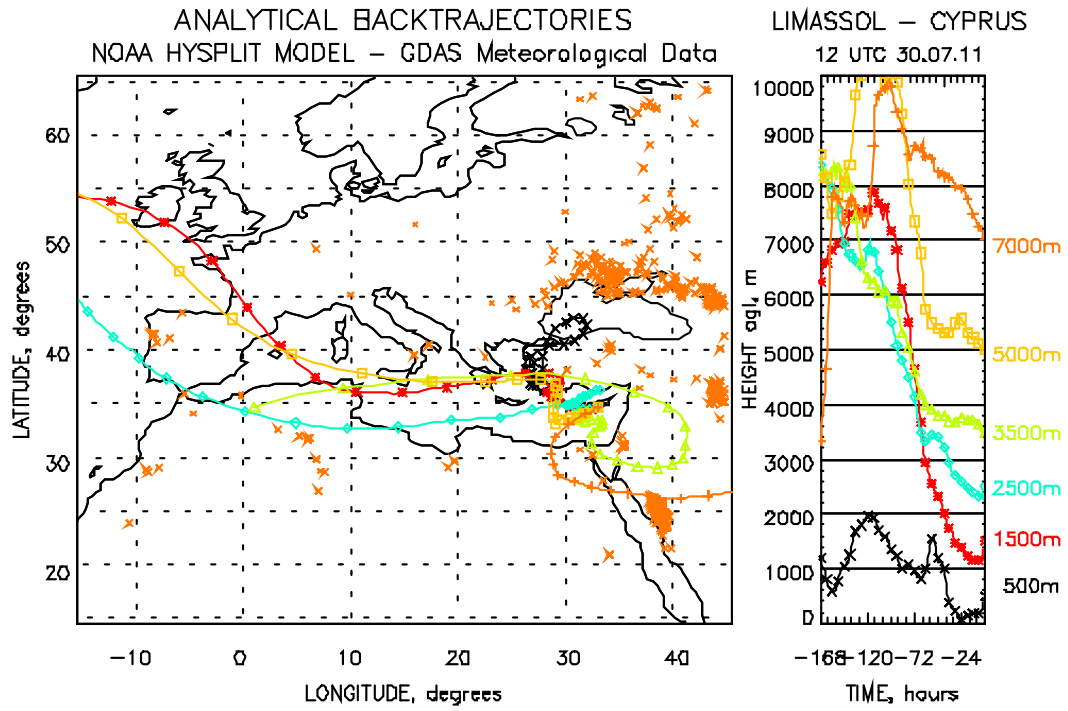 ANALYTICAL BACKTRAJECTORIES
NOAA HYSPLIT MODEL – GDAS Meteorological Data
LIMASSOL – CYPRUS
12 UTC 30.07.11
60
50
40
30
20
LATITUDE, degrees
-10 0 10 20 30 40
LONGITUDE, degrees
10000
9000
8000
7000
6000
5000
4000
3000
2000
1000
0
HEIGHT agl, m
7000m
5000m
3500m
2500m
1500m
500m
-168 -120 -72 -24
TIME, hours